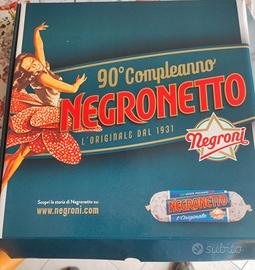 90° Compleanno
NEGRONETTO
L'ORIGINALE DAL 1931
Negroni
Scopri la storia di Negronetto su
www.negroni.com
NEGRONETTO
L'Originale
subito